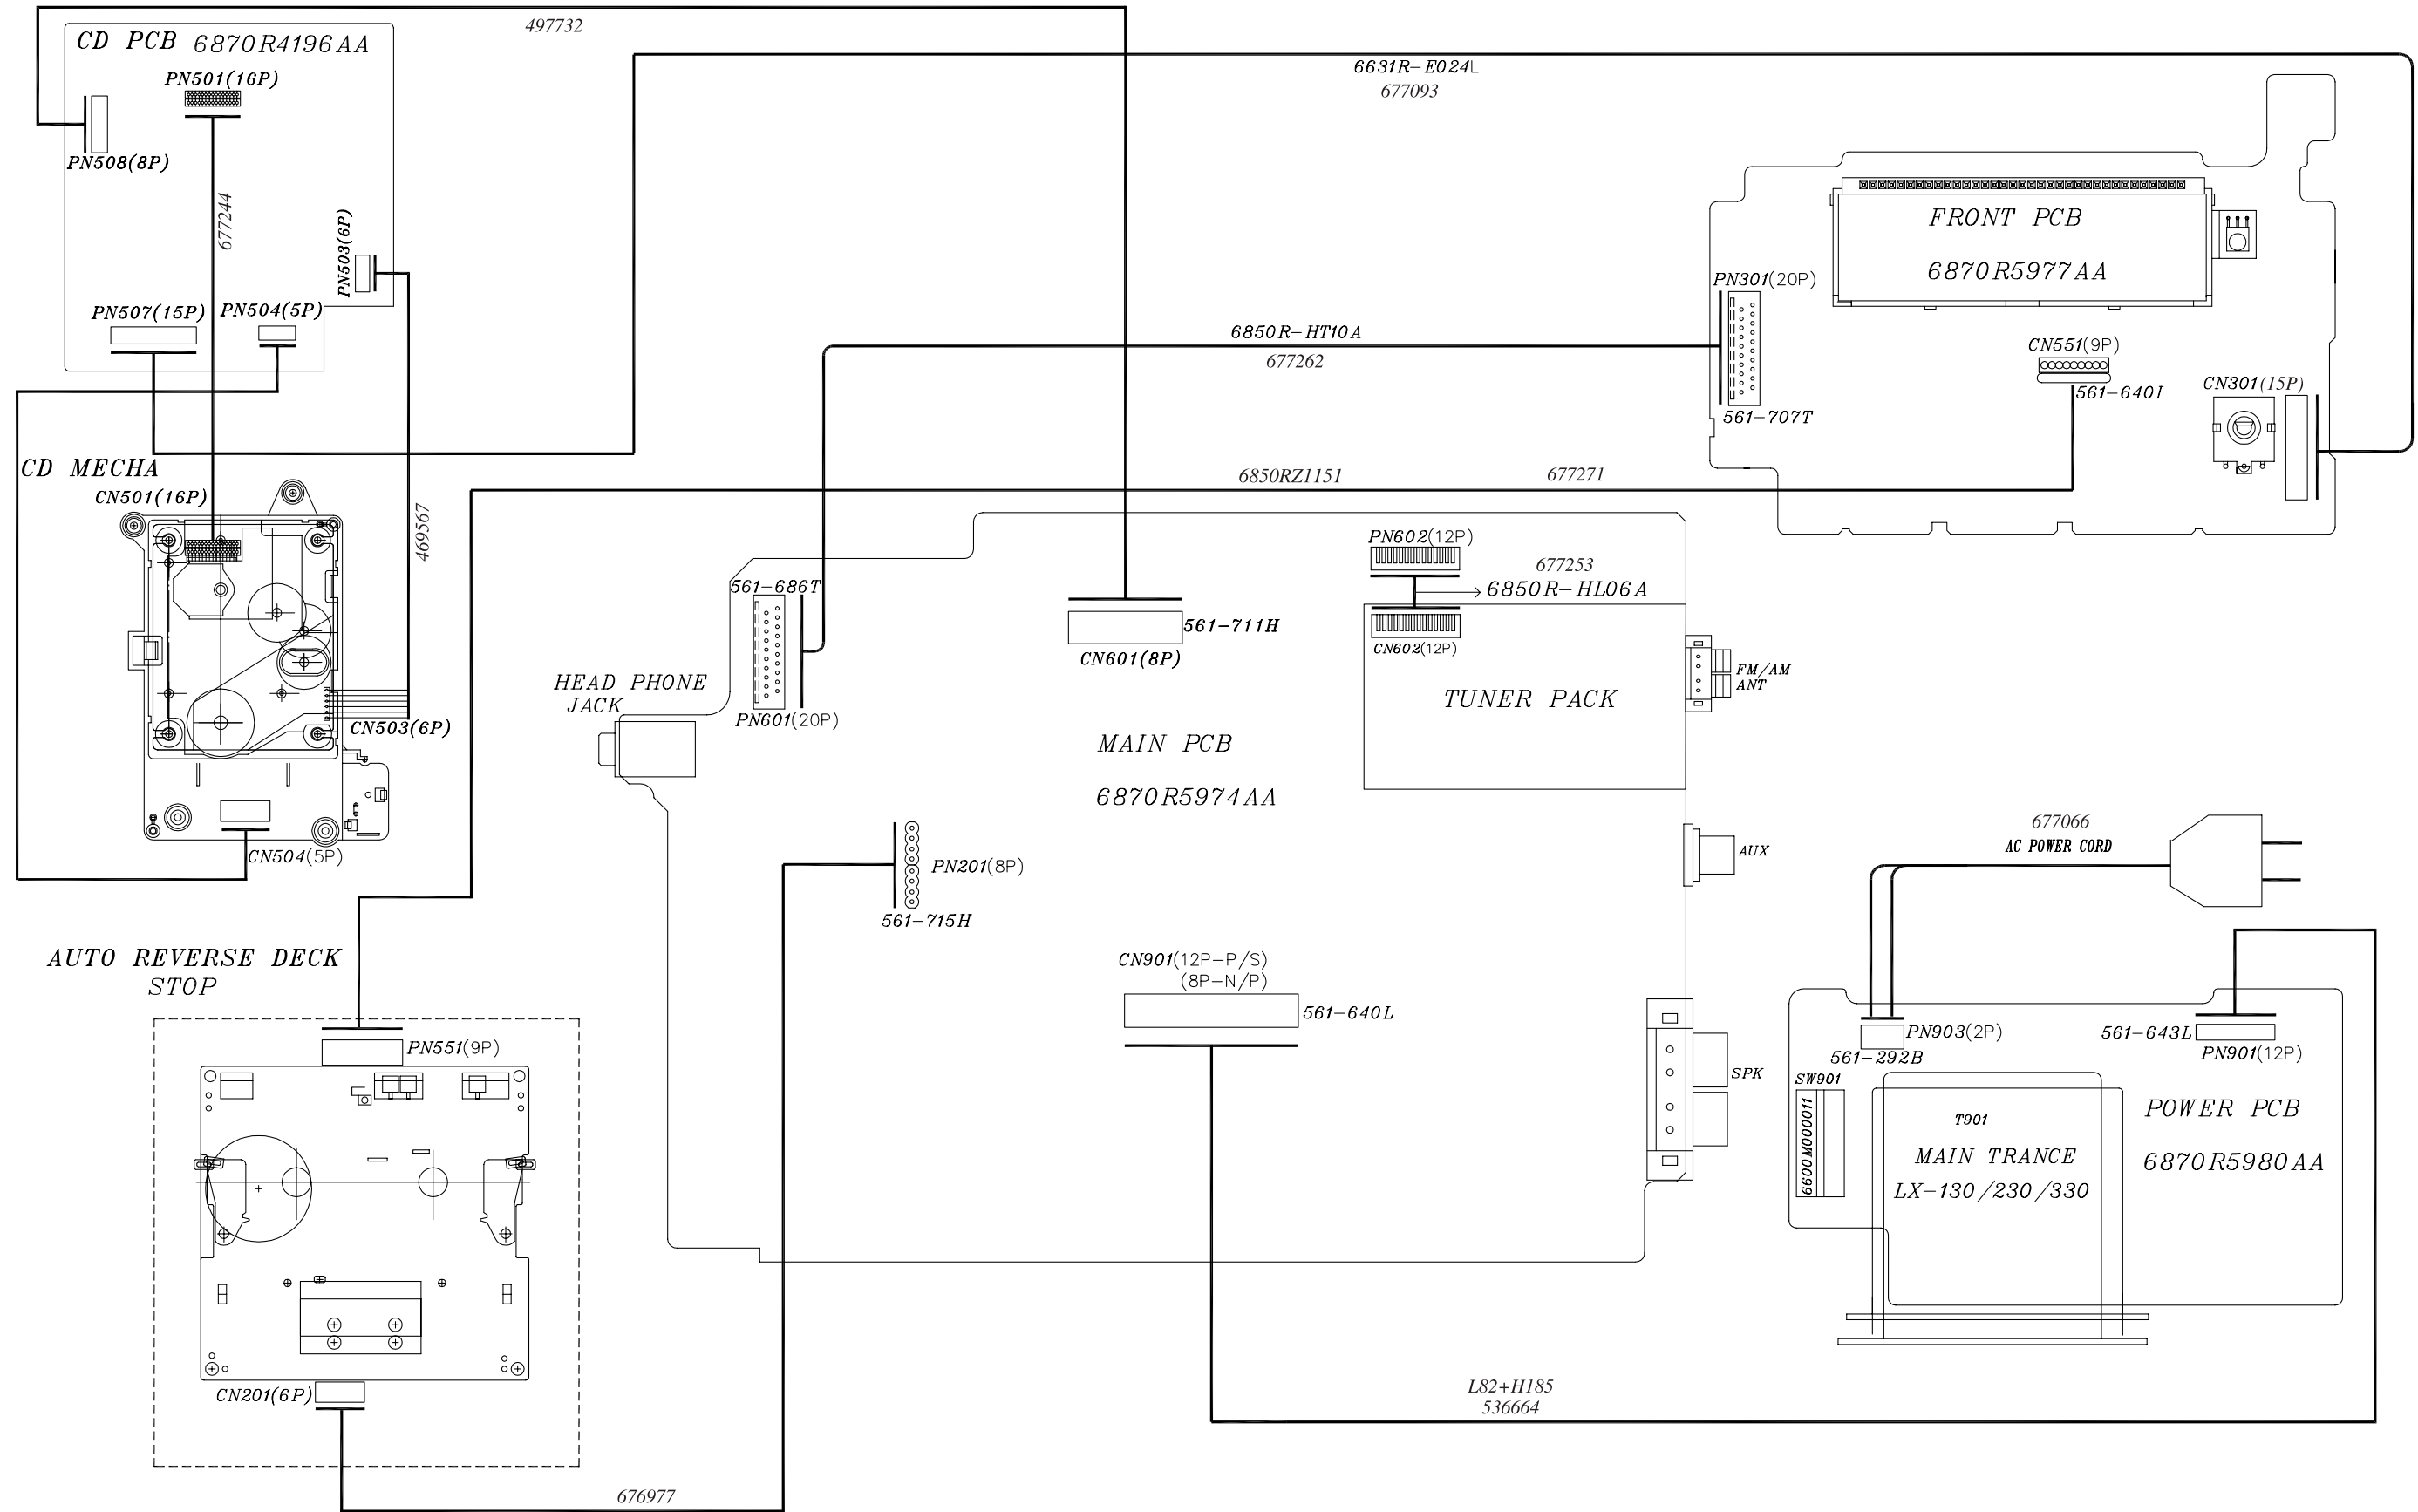 497732
CD PCB 6870R4196AA
PN501(16P)
PN508(8P)
677244
PN503(6P)
PN507(15P)
PN504(5P)
6631R-E024L
677093
FRONT PCB
6870R5977AA
PN301(20P)
561-707T
CN551(9P)
561-640I
CN301(15P)
6850R-HT10A
677262
6850RZ1151
677271
CD MECHA
CN501(16P)
469567
CN503(6P)
CN504(5P)
561-686T
PN601(20P)
HEAD PHONE
JACK
561-711H
CN601(8P)
PN602(12P)
677253
6850R-HL06A
CN602(12P)
TUNER PACK
FM/AM
ANT
MAIN PCB
6870R5974AA
PN201(8P)
561-715H
AUX
677066
AC POWER CORD
AUTO REVERSE DECK
STOP
PN551(9P)
CN201(6P)
CN901(12P-P/S)
(8P-N/P)
561-640L
SPK
PN903(2P)
561-292B
561-643L
PN901(12P)
SW901
6600M000011
T901
MAIN TRANCE
LX-130/230/330
POWER PCB
6870R5980AA
L82+H185
536664
676977